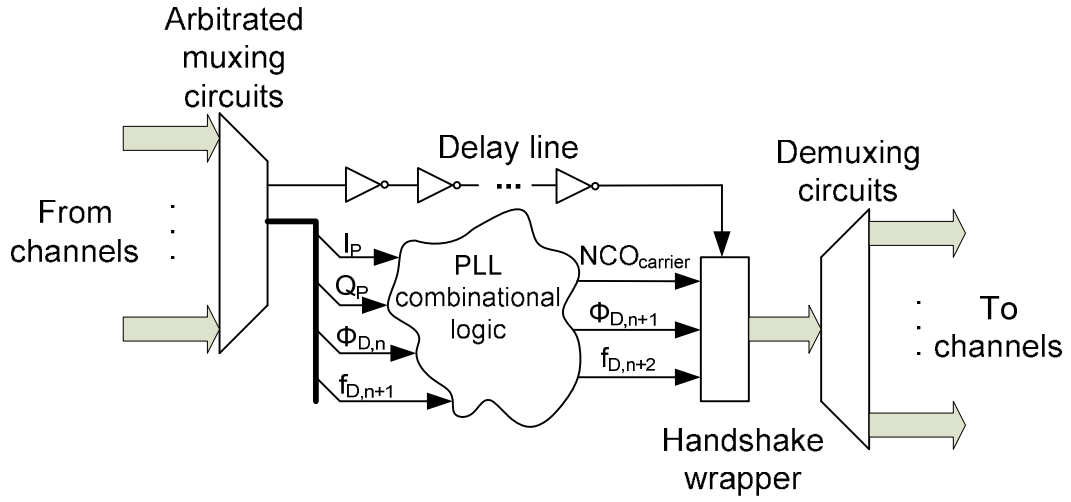 Arbitrated
muxing
circuits
Delay line
...
Demuxing
circuits
From
channels
I_P
Q_P
Φ_D,n
f_D,n+1
PLL
combinational
logic
NCO_carrier
Φ_D,n+1
f_D,n+2
To
channels
Handshake
wrapper